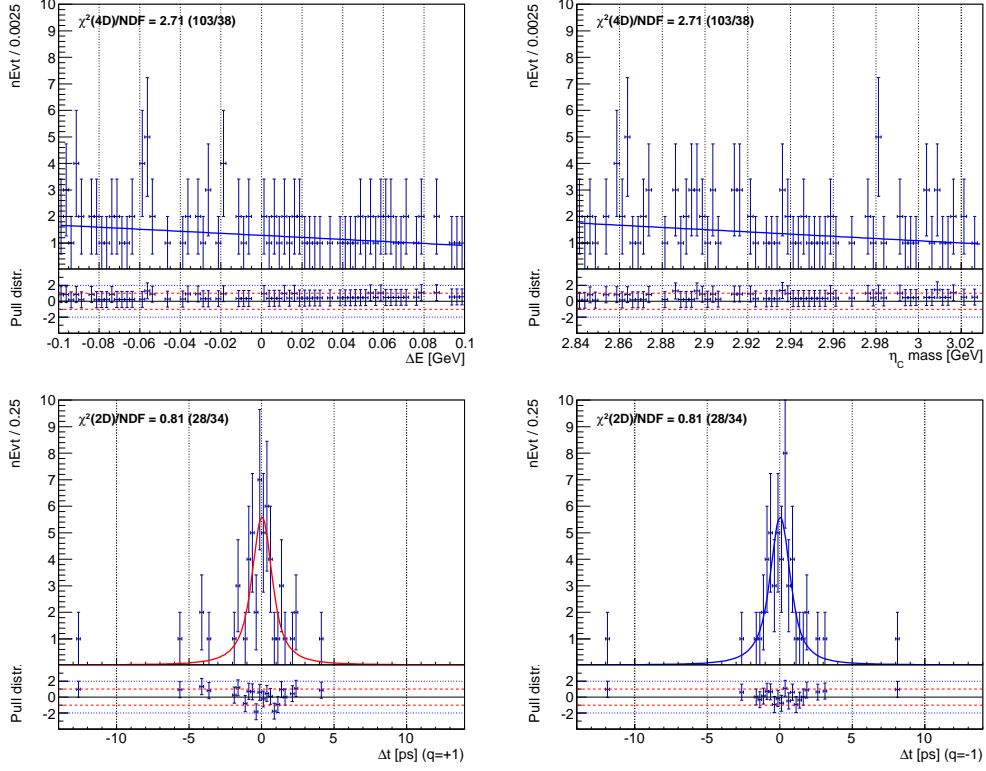 χ²(4D)/NDF = 2.71 (103/38)
nEvt / 0.0025
10
9
8
7
6
5
4
3
2
1
Pull distr.
2
0
-2
-0.1 -0.08 -0.06 -0.04 -0.02 0 0.02 0.04 0.06 0.08 0.1
ΔE [GeV]
χ²(4D)/NDF = 2.71 (103/38)
nEvt / 0.0025
10
9
8
7
6
5
4
3
2
1
Pull distr.
2
0
-2
2.84 2.86 2.88 2.9 2.92 2.94 2.96 2.98 3 3.02
η_C mass [GeV]
χ²(2D)/NDF = 0.81 (28/34)
nEvt / 0.25
10
9
8
7
6
5
4
3
2
1
Pull distr.
2
0
-2
-10 -5 0 5 10
Δt [ps] (q=+1)
χ²(2D)/NDF = 0.81 (28/34)
nEvt / 0.25
10
9
8
7
6
5
4
3
2
1
Pull distr.
2
0
-2
-10 -5 0 5 10
Δt [ps] (q=-1)